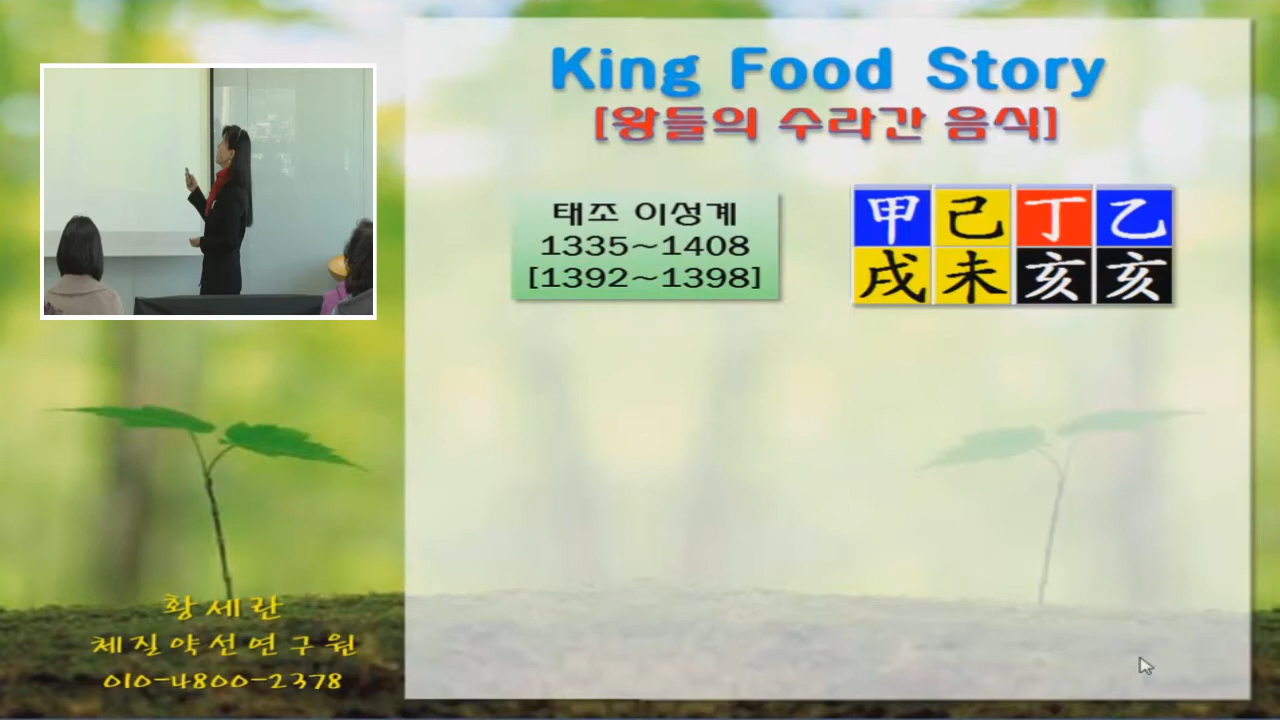 King Food Story
[왕들의 수라간 음식]
태조 이성계
1335~1408
[1392~1398]
甲己丁乙
戌未亥亥
황세란
체질약선연구원
010-4800-2378